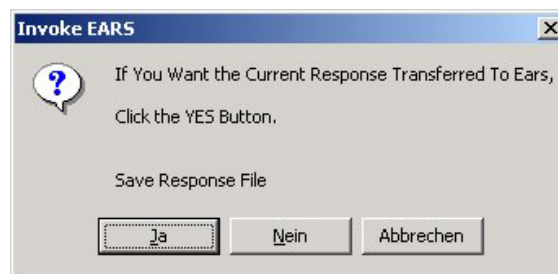 Invoke EARS
If You Want the Current Response Transferred To Ears,
Click the YES Button.
Save Response File
Ja Nein Abbrechen